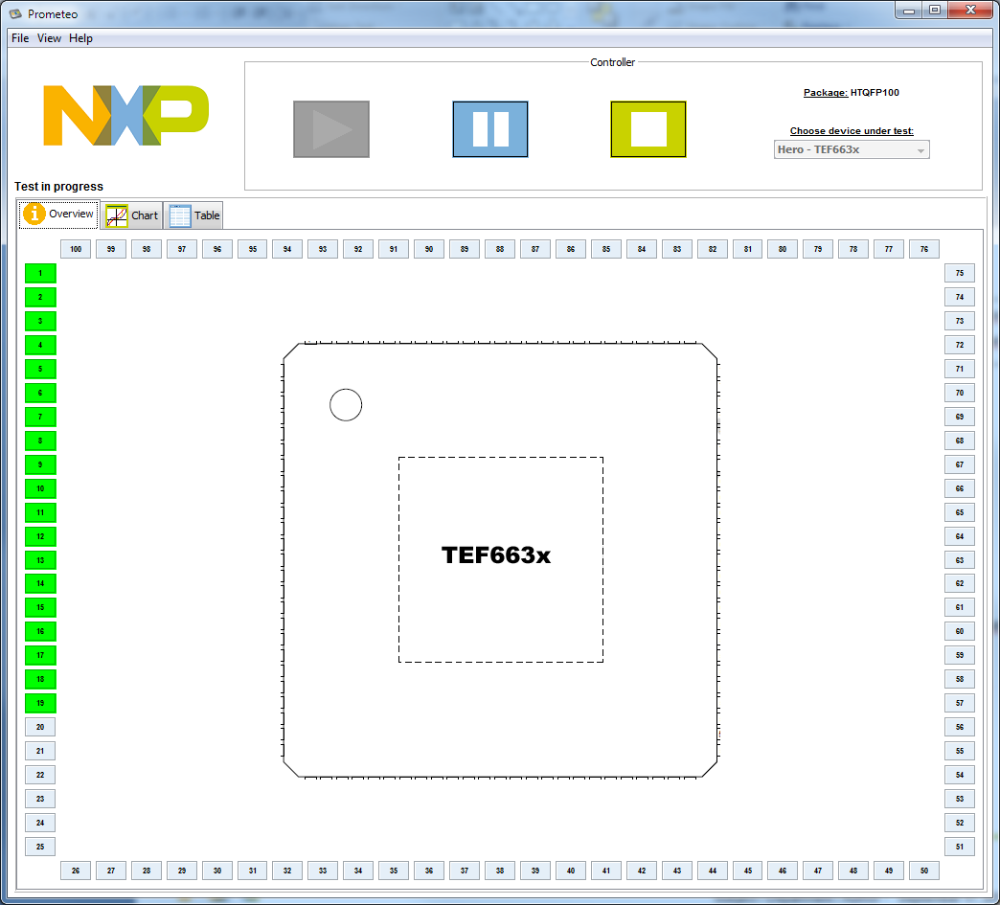 Prometeo
File View Help
NXP
Controller
Package: HTQFP100
Choose device under test:
Hero - TEF663x
Test in progress
Overview Chart Table
100 99 98 97 96 95 94 93 92 91 90 89 88 87 86 85 84 83 82 81 80 79 78 77 76
1 75
2 74
3 73
4 72
5 71
6 70
7 69
8 68
9 67
10 66
11 65
12 64
13 63
TEF663x
14 62
15 61
16 60
17 59
18 58
19 57
20 56
21 55
22 54
23 53
24 52
25 51
26 27 28 29 30 31 32 33 34 35 36 37 38 39 40 41 42 43 44 45 46 47 48 49 50